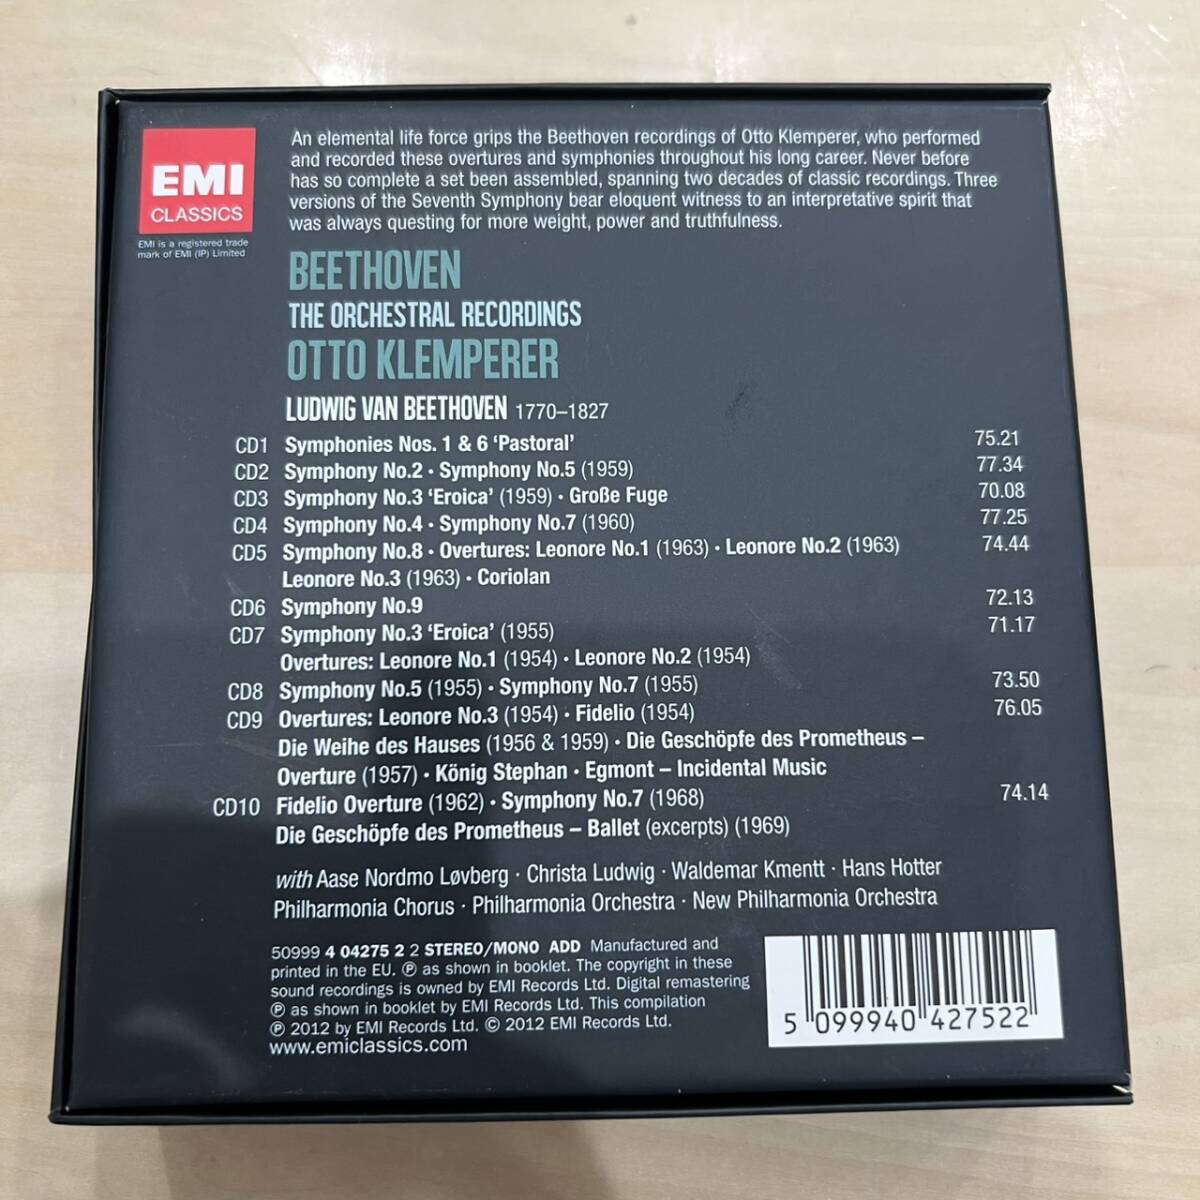 EMI
CLASSICS
EMI is a registered trade
mark of EMI (IP) Limited
An elemental life force grips the Beethoven recordings of Otto Klemperer, who performed
and recorded these overtures and symphonies throughout his long career. Never before
has so complete a set been assembled, spanning two decades of classic recordings. Three
versions of the Seventh Symphony bear eloquent witness to an interpretative spirit that
was always questing for more weight, power and truthfulness.
BEETHOVEN
THE ORCHESTRAL RECORDINGS
OTTO KLEMPERER
LUDWIG VAN BEETHOVEN 1770–1827
CD1 Symphonies Nos. 1 & 6 ‘Pastoral’ 75.21
CD2 Symphony No.2 · Symphony No.5 (1959) 77.34
CD3 Symphony No.3 ‘Eroica’ (1959) · Große Fuge 70.08
CD4 Symphony No.4 · Symphony No.7 (1960) 77.25
CD5 Symphony No.8 · Overtures: Leonore No.1 (1963) · Leonore No.2 (1963) 74.44
Leonore No.3 (1963) · Coriolan
CD6 Symphony No.9 72.13
CD7 Symphony No.3 ‘Eroica’ (1955) 71.17
Overtures: Leonore No.1 (1954) · Leonore No.2 (1954)
CD8 Symphony No.5 (1955) · Symphony No.7 (1955) 73.50
CD9 Overtures: Leonore No.3 (1954) · Fidelio (1954) 76.05
Die Weihe des Hauses (1956 & 1959) · Die Geschöpfe des Prometheus –
Overture (1957) · König Stephan · Egmont – Incidental Music
CD10 Fidelio Overture (1962) · Symphony No.7 (1968) 74.14
Die Geschöpfe des Prometheus – Ballet (excerpts) (1969)
with Aase Nordmo Løvberg · Christa Ludwig · Waldemar Kmentt · Hans Hotter
Philharmonia Chorus · Philharmonia Orchestra · New Philharmonia Orchestra
50999 4 04275 2 2 STEREO/MONO ADD Manufactured and
printed in the EU. ℗ as shown in booklet. The copyright in these
sound recordings is owned by EMI Records Ltd. Digital remastering
℗ as shown in booklet by EMI Records Ltd. This compilation
℗ 2012 by EMI Records Ltd. © 2012 EMI Records Ltd.
www.emiclassics.com
5 099940 427522